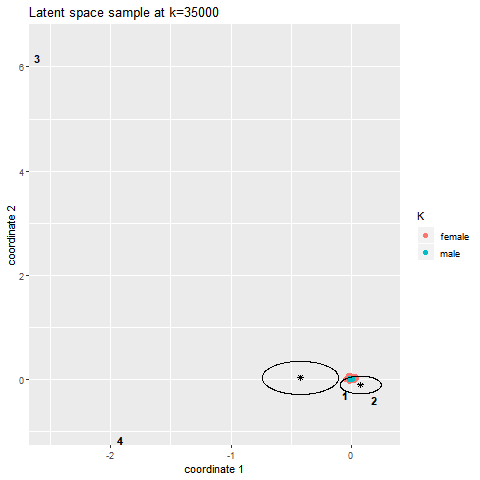 Latent space sample at k=35000
3
6
4
2
0
1
2
4
-2
-1
0
coordinate 1
coordinate 2
K
female
male